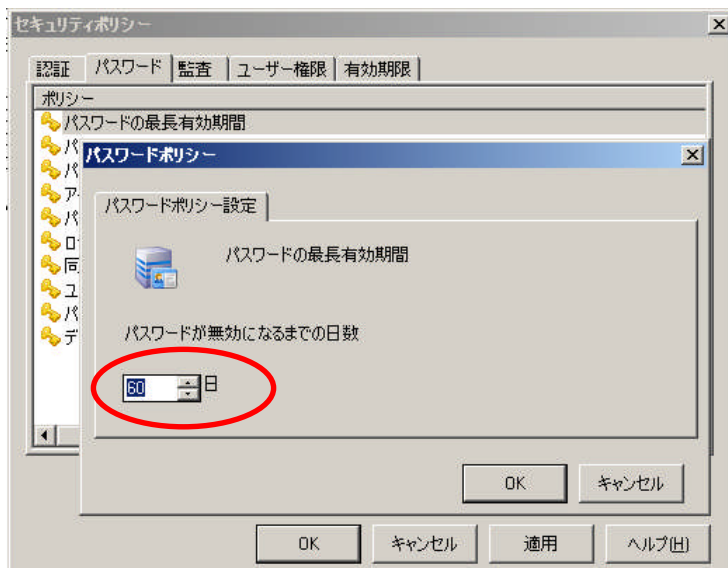 セキュリティポリシー
認証 パスワード 監査 ユーザー権限 有効期限
ポリシー
パスワードの最長有効期間
パスワードポリシー
パスワードポリシー設定
パスワードの最長有効期間
パスワードが無効になるまでの日数
60 日
OK キャンセル
OK キャンセル 適用 ヘルプ(H)